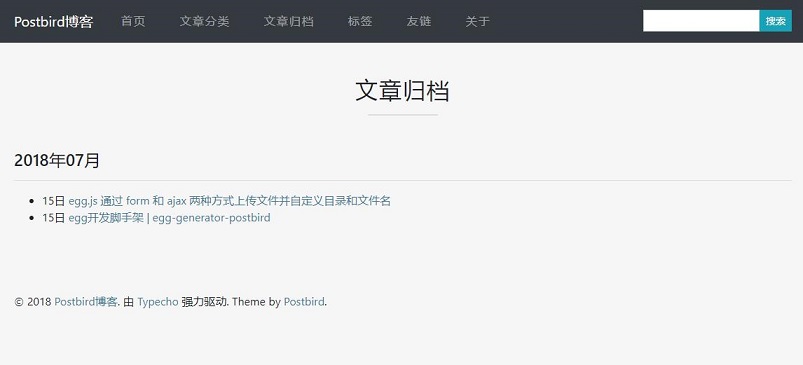 Postbird博客 首页 文章分类 文章归档 标签 友链 关于 搜索
文章归档
2018年07月
15日 egg.js 通过 form 和 ajax 两种方式上传文件并自定义目录和文件名
15日 egg开发脚手架 | egg-generator-postbird
© 2018 Postbird博客. 由 Typecho 强力驱动. Theme by Postbird.